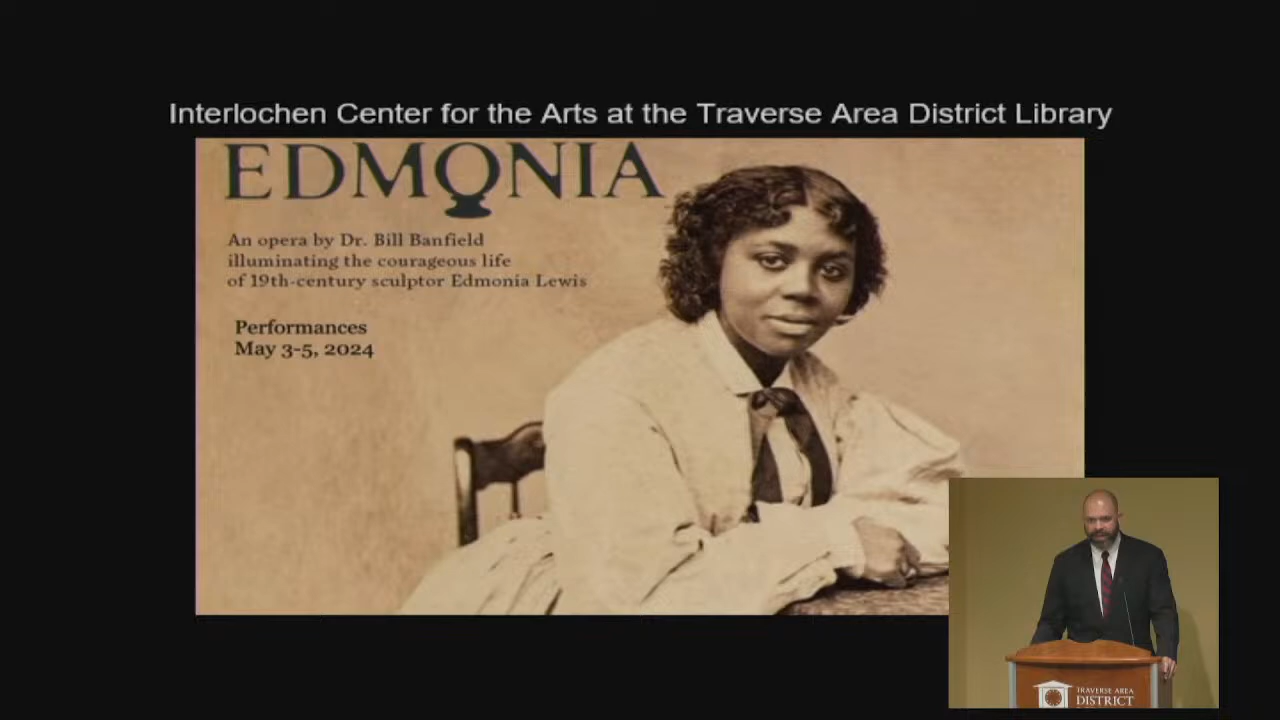 Interlochen Center for the Arts at the Traverse Area District Library
EDMONIA
An opera by Dr. Bill Banfield
illuminating the courageous life
of 19th-century sculptor Edmonia Lewis
Performances
May 3-5, 2024
TRAVERSE AREA
DISTRICT